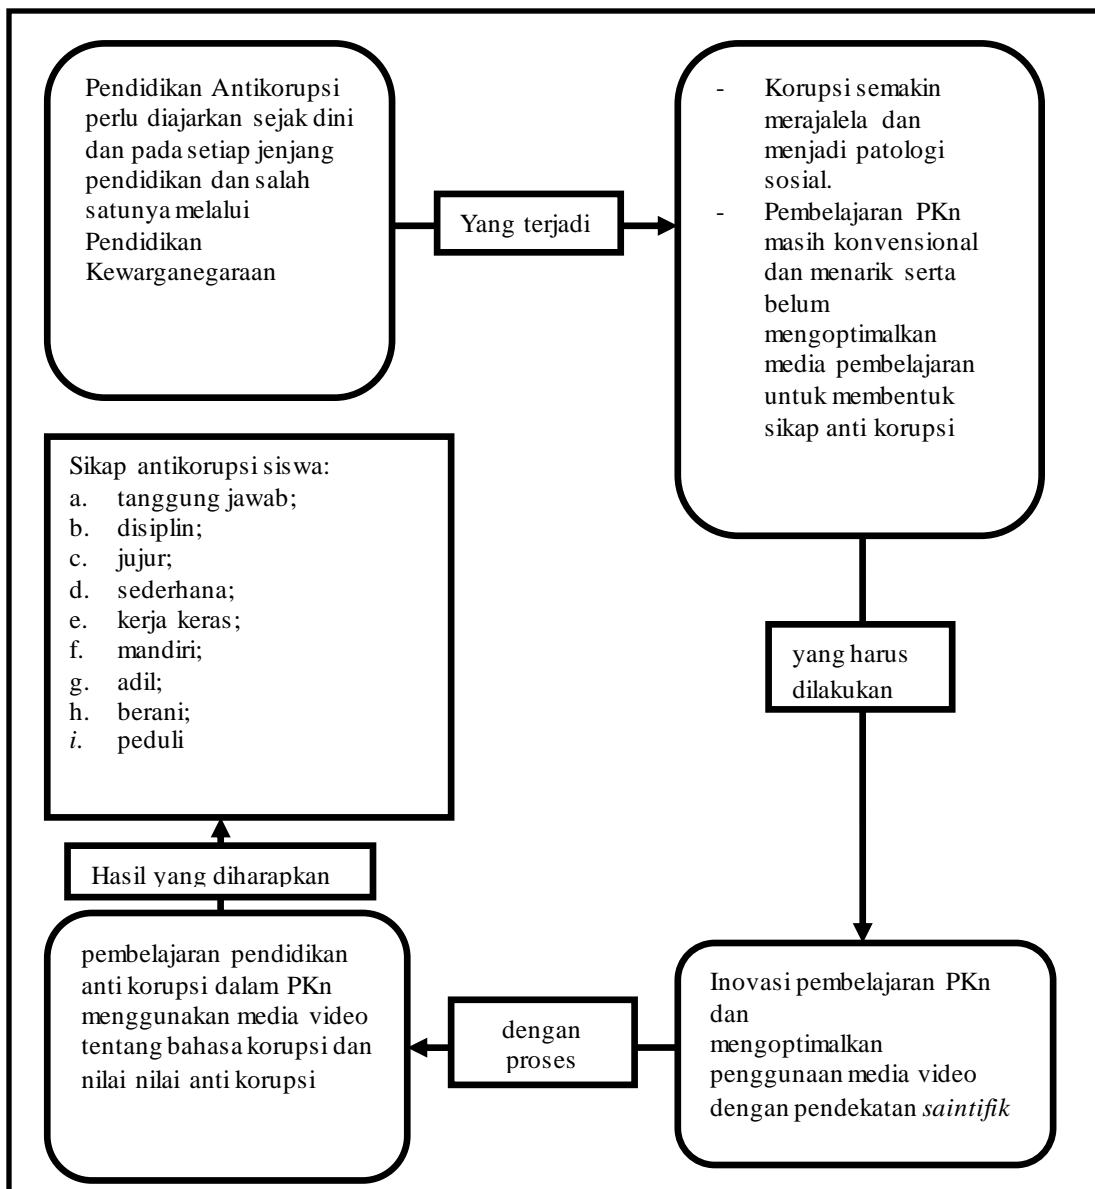 Pendidikan Antikorupsi
perlu diajarkan sejak dini
dan pada setiap jenjang
pendidikan dan salah
satunya melalui
Pendidikan
Kewarganegaraan
Yang terjadi
- Korupsi semakin
merajalela dan
menjadi patologi
sosial.
- Pembelajaran PKn
masih konvensional
dan menarik serta
belum
mengoptimalkan
media pembelajaran
untuk membentuk
sikap anti korupsi
yang harus
dilakukan
Inovasi pembelajaran PKn
dan
mengoptimalkan
penggunaan media video
dengan pendekatan saintifik
dengan
proses
pembelajaran pendidikan
anti korupsi dalam PKn
menggunakan media video
tentang bahasa korupsi dan
nilai nilai anti korupsi
Hasil yang diharapkan
Sikap antikorupsi siswa:
a. tanggung jawab;
b. disiplin;
c. jujur;
d. sederhana;
e. kerja keras;
f. mandiri;
g. adil;
h. berani;
i. peduli